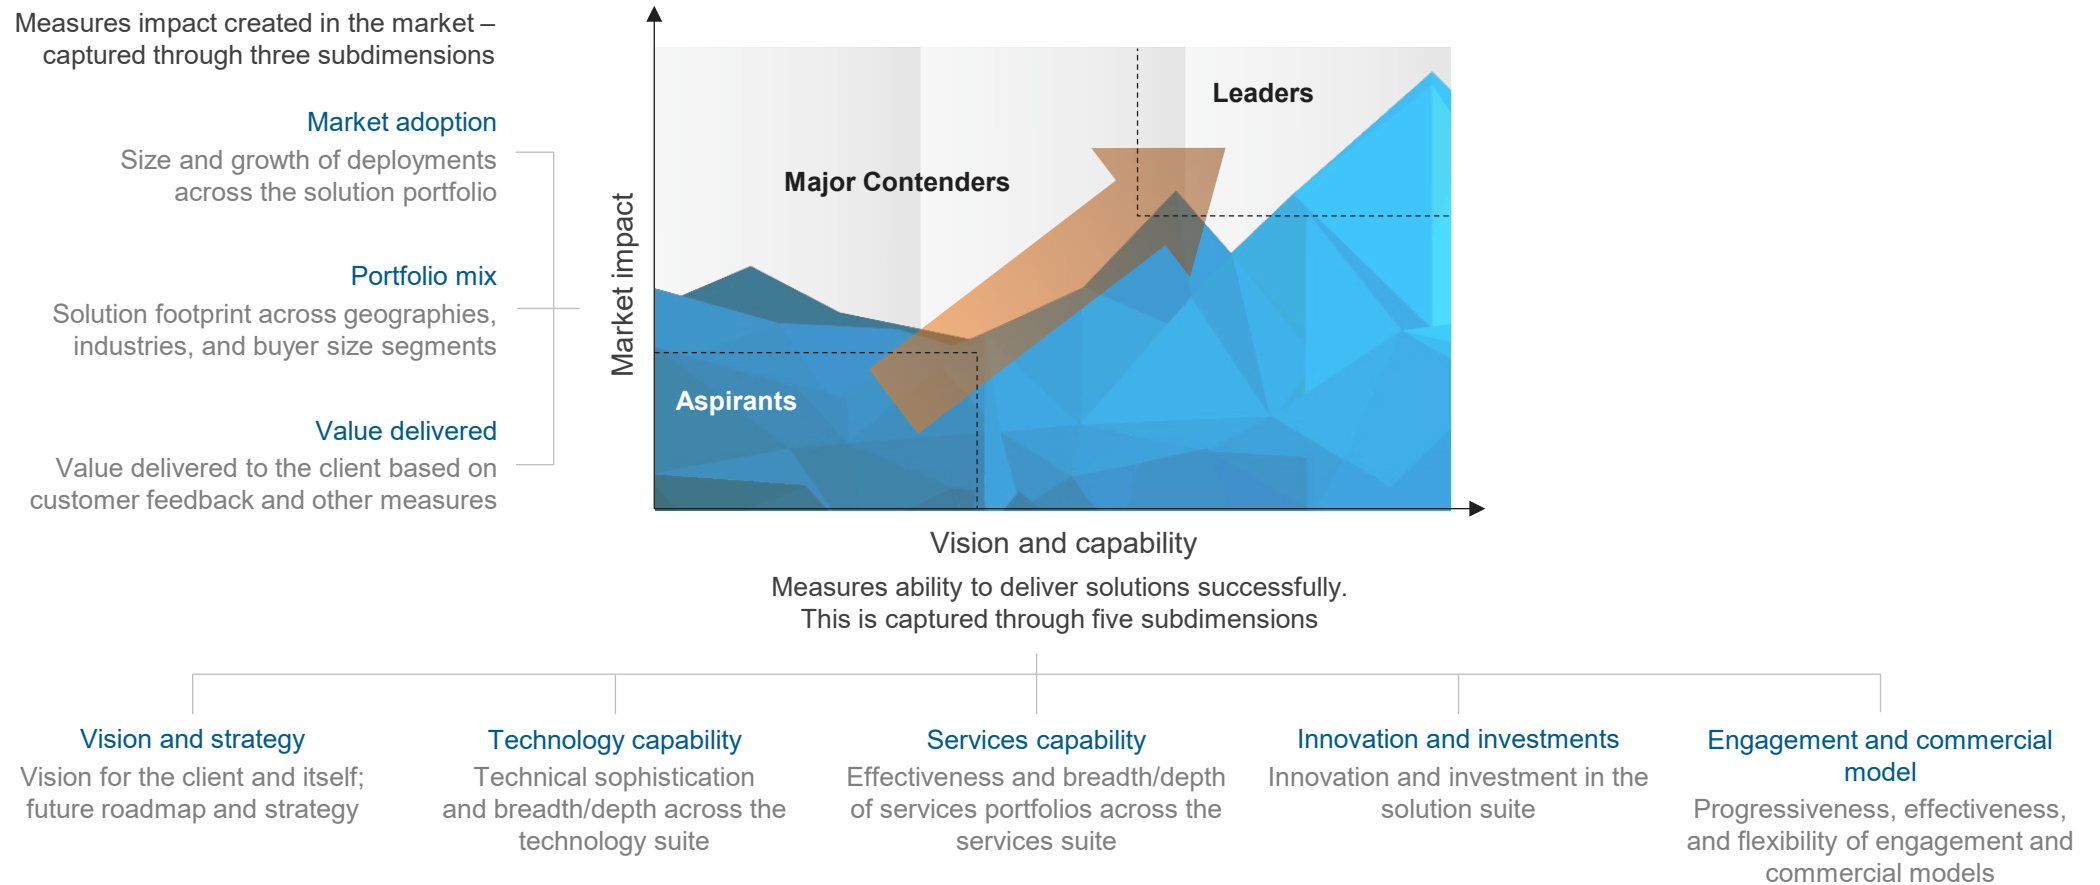 Measures impact created in the market –
captured through three subdimensions
Market adoption
Size and growth of deployments
across the solution portfolio
Portfolio mix
Solution footprint across geographies,
industries, and buyer size segments
Value delivered
Value delivered to the client based on
customer feedback and other measures
Market impact
Leaders
Major Contenders
Aspirants
Vision and capability
Measures ability to deliver solutions successfully.
This is captured through five subdimensions
Vision and strategy
Vision for the client and itself;
future roadmap and strategy
Technology capability
Technical sophistication
and breadth/depth across the
technology suite
Services capability
Effectiveness and breadth/depth
of services portfolios across the
services suite
Innovation and investments
Innovation and investment in the
solution suite
Engagement and commercial
model
Progressiveness, effectiveness,
and flexibility of engagement and
commercial models